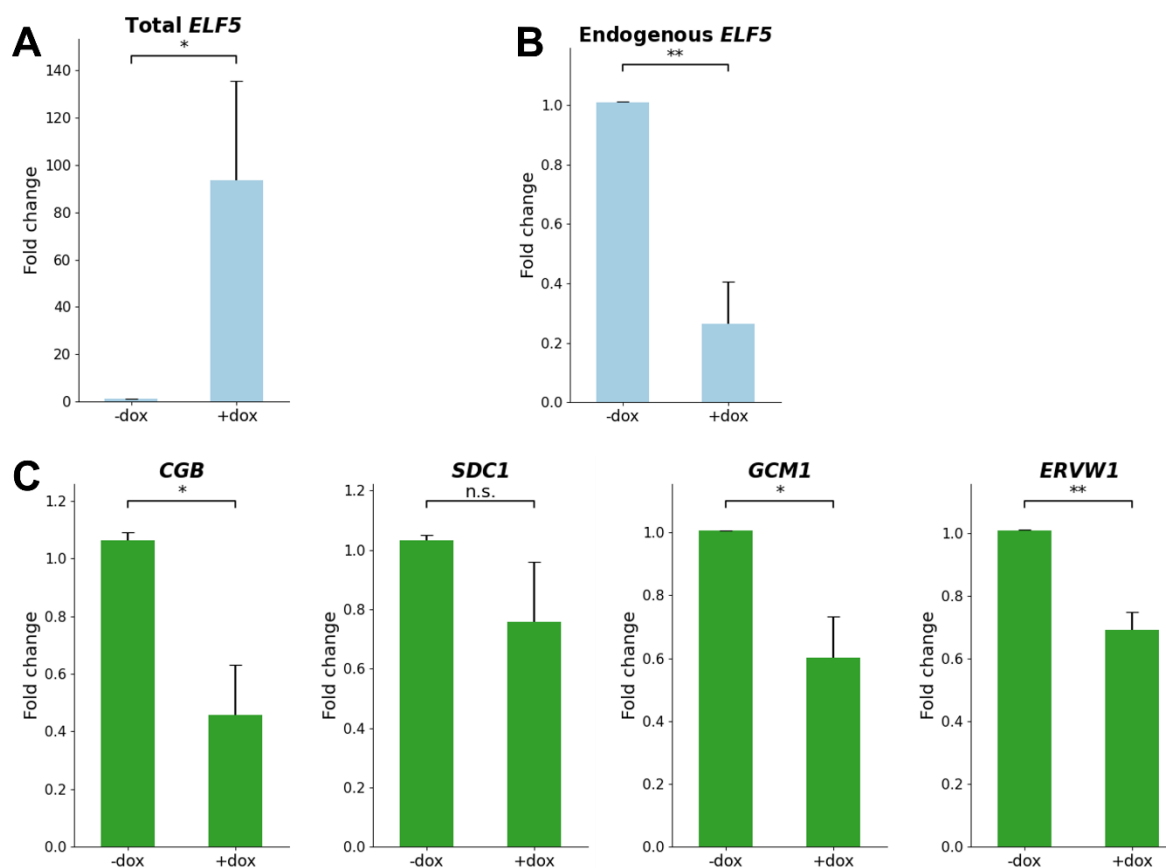 A
Total ELF5
*
Fold change
140
120
100
80
60
40
20
0
-dox
+dox
B
Endogenous ELF5
**
Fold change
1.0
0.8
0.6
0.4
0.2
0.0
-dox
+dox
C
CGB
*
Fold change
1.2
1.0
0.8
0.6
0.4
0.2
0.0
-dox
+dox
SDC1
n.s.
Fold change
1.2
1.0
0.8
0.6
0.4
0.2
0.0
-dox
+dox
GCM1
*
Fold change
1.0
0.8
0.6
0.4
0.2
0.0
-dox
+dox
ERVW1
**
Fold change
1.0
0.8
0.6
0.4
0.2
0.0
-dox
+dox